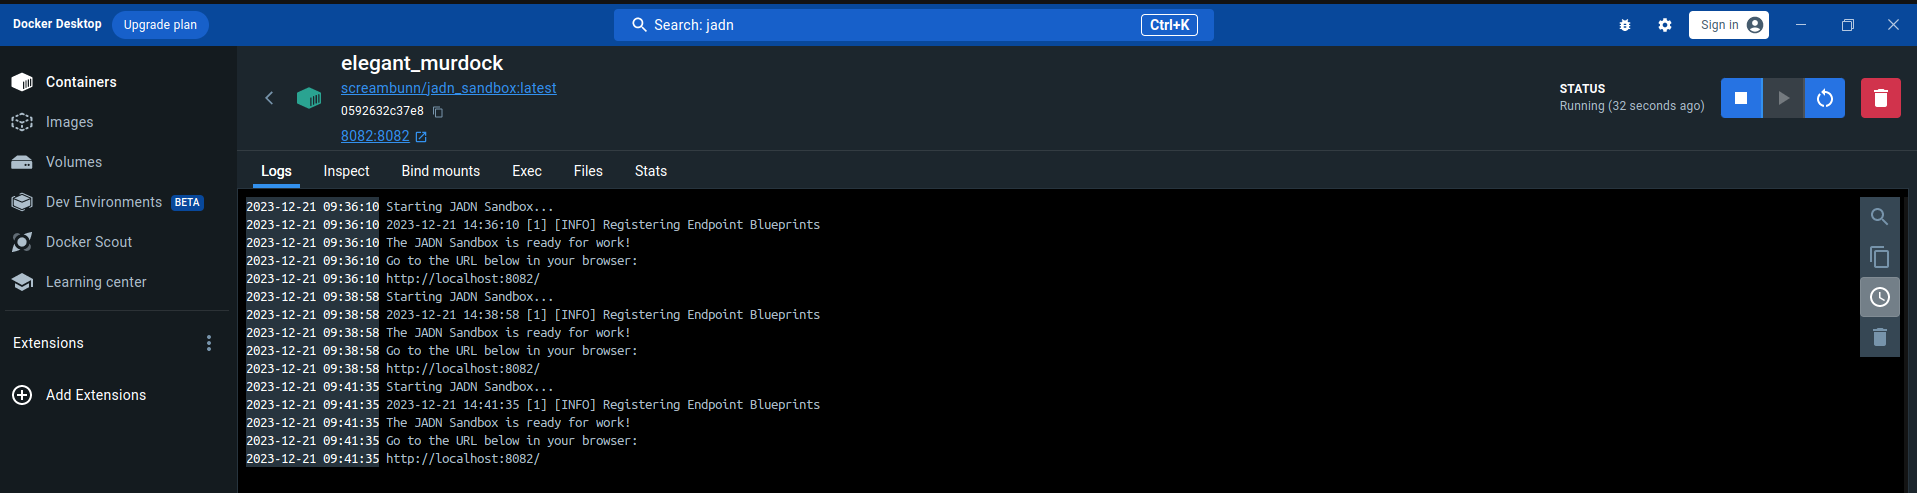 Docker Desktop Upgrade plan Search: jadn Ctrl+K Sign in
Containers
Images
Volumes
Dev Environments BETA
Docker Scout
Learning center
Extensions
Add Extensions
elegant_murdock
screambunn/jadn_sandbox:latest
0592632c37e8
8082:8082
STATUS
Running (32 seconds ago)
Logs Inspect Bind mounts Exec Files Stats
2023-12-21 09:36:10 Starting JADN Sandbox...
2023-12-21 09:36:10 2023-12-21 14:36:10 [1] [INFO] Registering Endpoint Blueprints
2023-12-21 09:36:10 The JADN Sandbox is ready for work!
2023-12-21 09:36:10 Go to the URL below in your browser:
2023-12-21 09:36:10 http://localhost:8082/
2023-12-21 09:38:58 Starting JADN Sandbox...
2023-12-21 09:38:58 2023-12-21 14:38:58 [1] [INFO] Registering Endpoint Blueprints
2023-12-21 09:38:58 The JADN Sandbox is ready for work!
2023-12-21 09:38:58 Go to the URL below in your browser:
2023-12-21 09:38:58 http://localhost:8082/
2023-12-21 09:41:35 Starting JADN Sandbox...
2023-12-21 09:41:35 2023-12-21 14:41:35 [1] [INFO] Registering Endpoint Blueprints
2023-12-21 09:41:35 The JADN Sandbox is ready for work!
2023-12-21 09:41:35 Go to the URL below in your browser:
2023-12-21 09:41:35 http://localhost:8082/